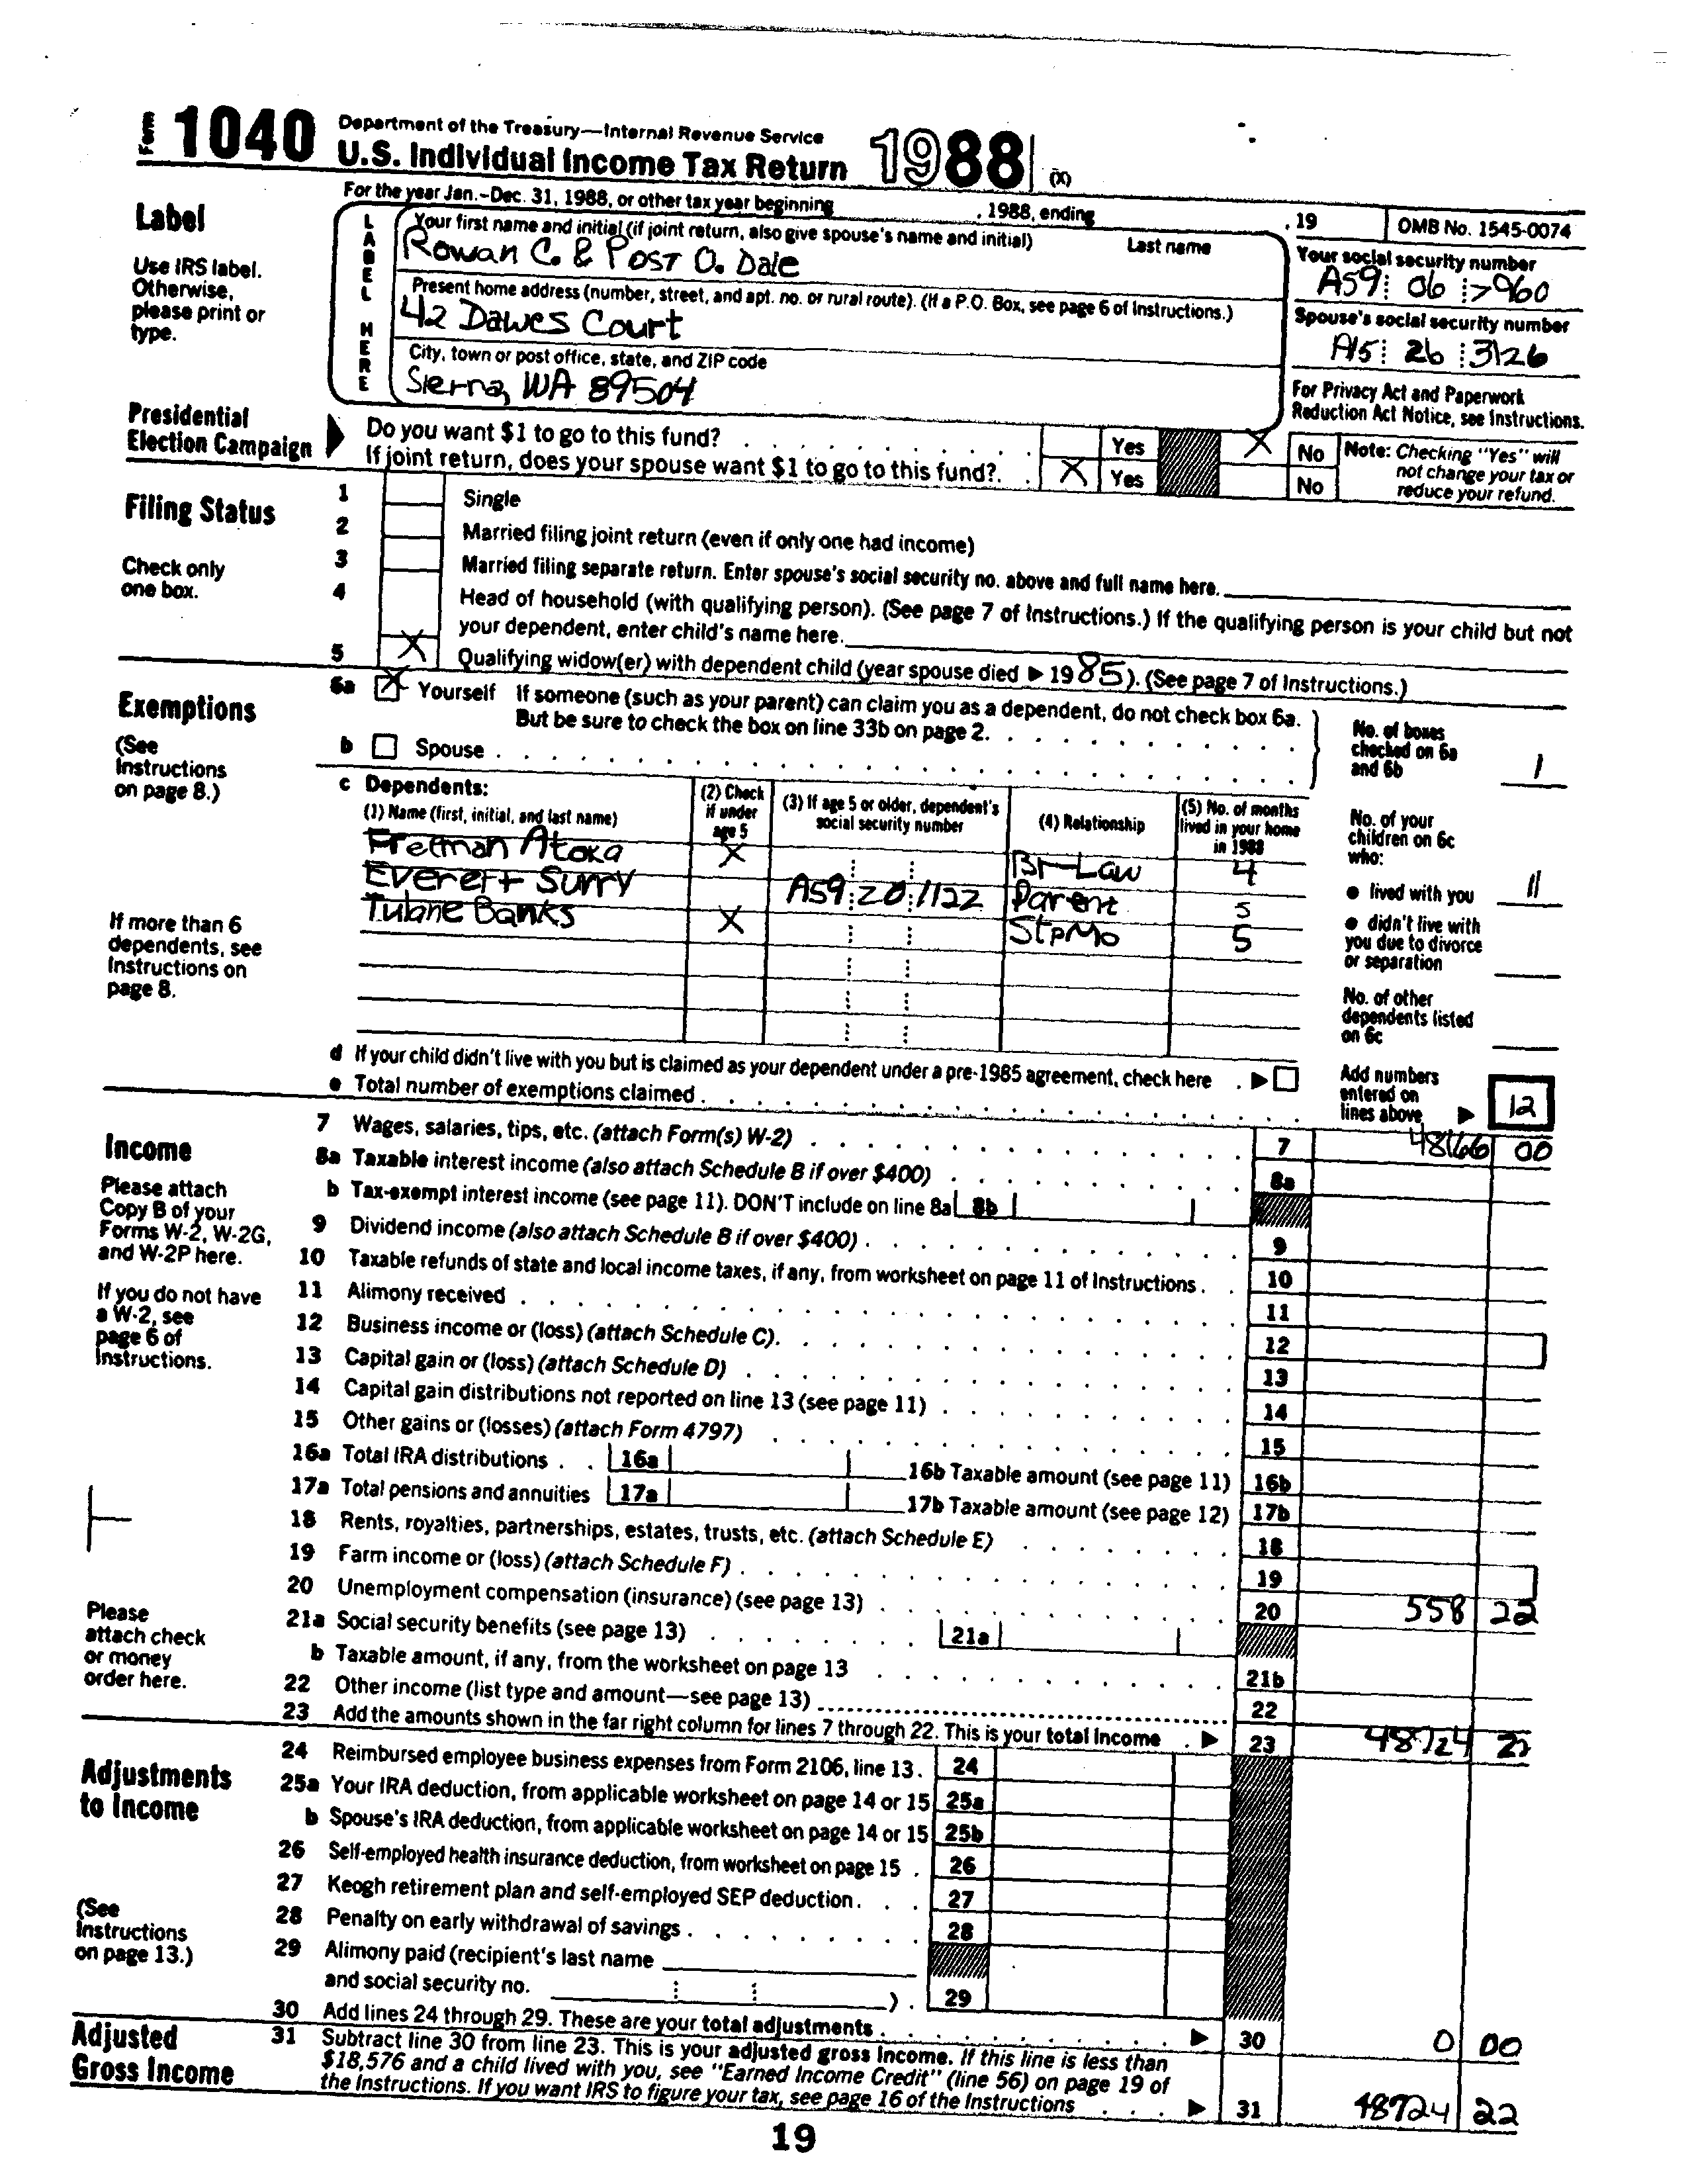 Form 1040 Department of the Treasury—Internal Revenue Service
U.S. Individual Income Tax Return 1988 (X)
For the year Jan.-Dec. 31, 1988, or other tax year beginning , 1988, ending , 19 OMB No. 1545-0074
Label
Use IRS label. Otherwise, please print or type.
LABEL HERE
Your first name and initial (if joint return, also give spouse's name and initial) Last name
Rowan C. & Post O. Dale
Your social security number
A59 06 7960
Present home address (number, street, and apt. no. or rural route). (If a P.O. Box, see page 6 of Instructions.)
42 Dawes Court
Spouse's social security number
A15 26 3126
City, town or post office, state, and ZIP code
Sierra, WA 89504
For Privacy Act and Paperwork Reduction Act Notice, see Instructions.
Presidential Election Campaign
Do you want $1 to go to this fund? Yes X No
If joint return, does your spouse want $1 to go to this fund?. X Yes No
Note: Checking "Yes" will not change your tax or reduce your refund.
Filing Status
Check only one box.
1 Single
2 Married filing joint return (even if only one had income)
3 Married filing separate return. Enter spouse's social security no. above and full name here.
4 Head of household (with qualifying person). (See page 7 of Instructions.) If the qualifying person is your child but not
your dependent, enter child's name here.
5 X Qualifying widow(er) with dependent child (year spouse died ▶ 19 85). (See page 7 of Instructions.)
Exemptions
(See Instructions on page 8.)
6a X Yourself If someone (such as your parent) can claim you as a dependent, do not check box 6a.
But be sure to check the box on line 33b on page 2.
b Spouse
No. of boxes checked on 6a and 6b 1
c Dependents:
(1) Name (first, initial, and last name) (2) Check if under age 5 (3) If age 5 or older, dependent's social security number (4) Relationship (5) No. of months lived in your home in 1988
Fretman Atoka X Br-Law 4
Everett Surry A59 20 1122 Parent 5
Tulane Banks X StpMo 5
If more than 6 dependents, see Instructions on page 8.
No. of your children on 6c who:
• lived with you 11
• didn't live with you due to divorce or separation
No. of other dependents listed on 6c
d If your child didn't live with you but is claimed as your dependent under a pre-1985 agreement, check here . ▶
e Total number of exemptions claimed
Add numbers entered on lines above ▶ 12
Income
Please attach Copy B of your Forms W-2, W-2G, and W-2P here.
If you do not have a W-2, see page 6 of Instructions.
7 Wages, salaries, tips, etc. (attach Form(s) W-2) 7 48166 00
8a Taxable interest income (also attach Schedule B if over $400) 8a
b Tax-exempt interest income (see page 11). DON'T include on line 8a 8b
9 Dividend income (also attach Schedule B if over $400) 9
10 Taxable refunds of state and local income taxes, if any, from worksheet on page 11 of Instructions. 10
11 Alimony received 11
12 Business income or (loss) (attach Schedule C). 12
13 Capital gain or (loss) (attach Schedule D) 13
14 Capital gain distributions not reported on line 13 (see page 11) 14
15 Other gains or (losses) (attach Form 4797) 15
16a Total IRA distributions 16a 16b Taxable amount (see page 11) 16b
17a Total pensions and annuities 17a 17b Taxable amount (see page 12) 17b
18 Rents, royalties, partnerships, estates, trusts, etc. (attach Schedule E) 18
19 Farm income or (loss) (attach Schedule F) 19
20 Unemployment compensation (insurance) (see page 13) 20 558 22
Please attach check or money order here.
21a Social security benefits (see page 13) 21a
b Taxable amount, if any, from the worksheet on page 13 21b
22 Other income (list type and amount—see page 13) 22
23 Add the amounts shown in the far right column for lines 7 through 22. This is your total income ▶ 23 48724 22
Adjustments to Income
(See Instructions on page 13.)
24 Reimbursed employee business expenses from Form 2106, line 13. 24
25a Your IRA deduction, from applicable worksheet on page 14 or 15 25a
b Spouse's IRA deduction, from applicable worksheet on page 14 or 15 25b
26 Self-employed health insurance deduction, from worksheet on page 15 26
27 Keogh retirement plan and self-employed SEP deduction. 27
28 Penalty on early withdrawal of savings 28
29 Alimony paid (recipient's last name
and social security no. ). 29
30 Add lines 24 through 29. These are your total adjustments ▶ 30 0 00
Adjusted Gross Income
31 Subtract line 30 from line 23. This is your adjusted gross income. If this line is less than
$18,576 and a child lived with you, see "Earned Income Credit" (line 56) on page 19 of
the Instructions. If you want IRS to figure your tax, see page 16 of the Instructions ▶ 31 48724 22
19